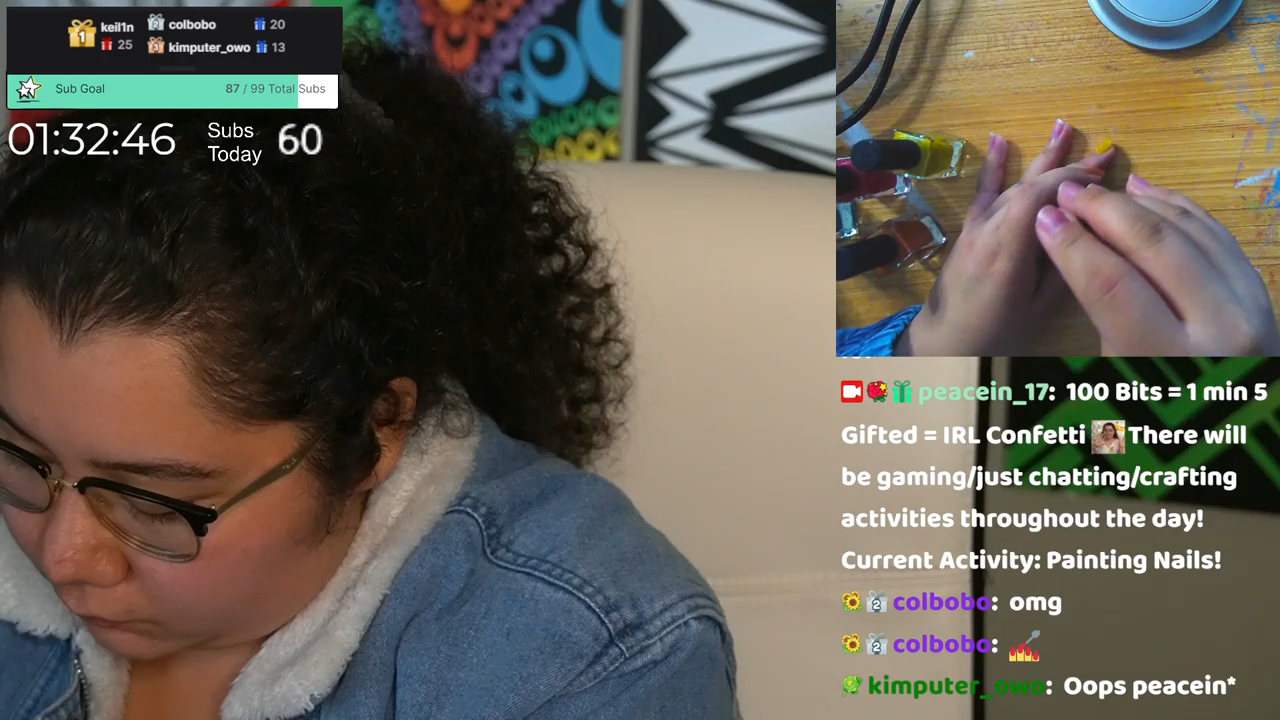 keil1n
25
colbobo 20
kimputer_owo 13
Sub Goal 87 / 99 Total Subs
01:32:46
Subs
Today
60
peacein_17: 100 Bits = 1 min 5
Gifted = IRL Confetti There will
be gaming/just chatting/crafting
activities throughout the day!
Current Activity: Painting Nails!
colbobo: omg
colbobo:
kimputer_owo: Oops peacein*